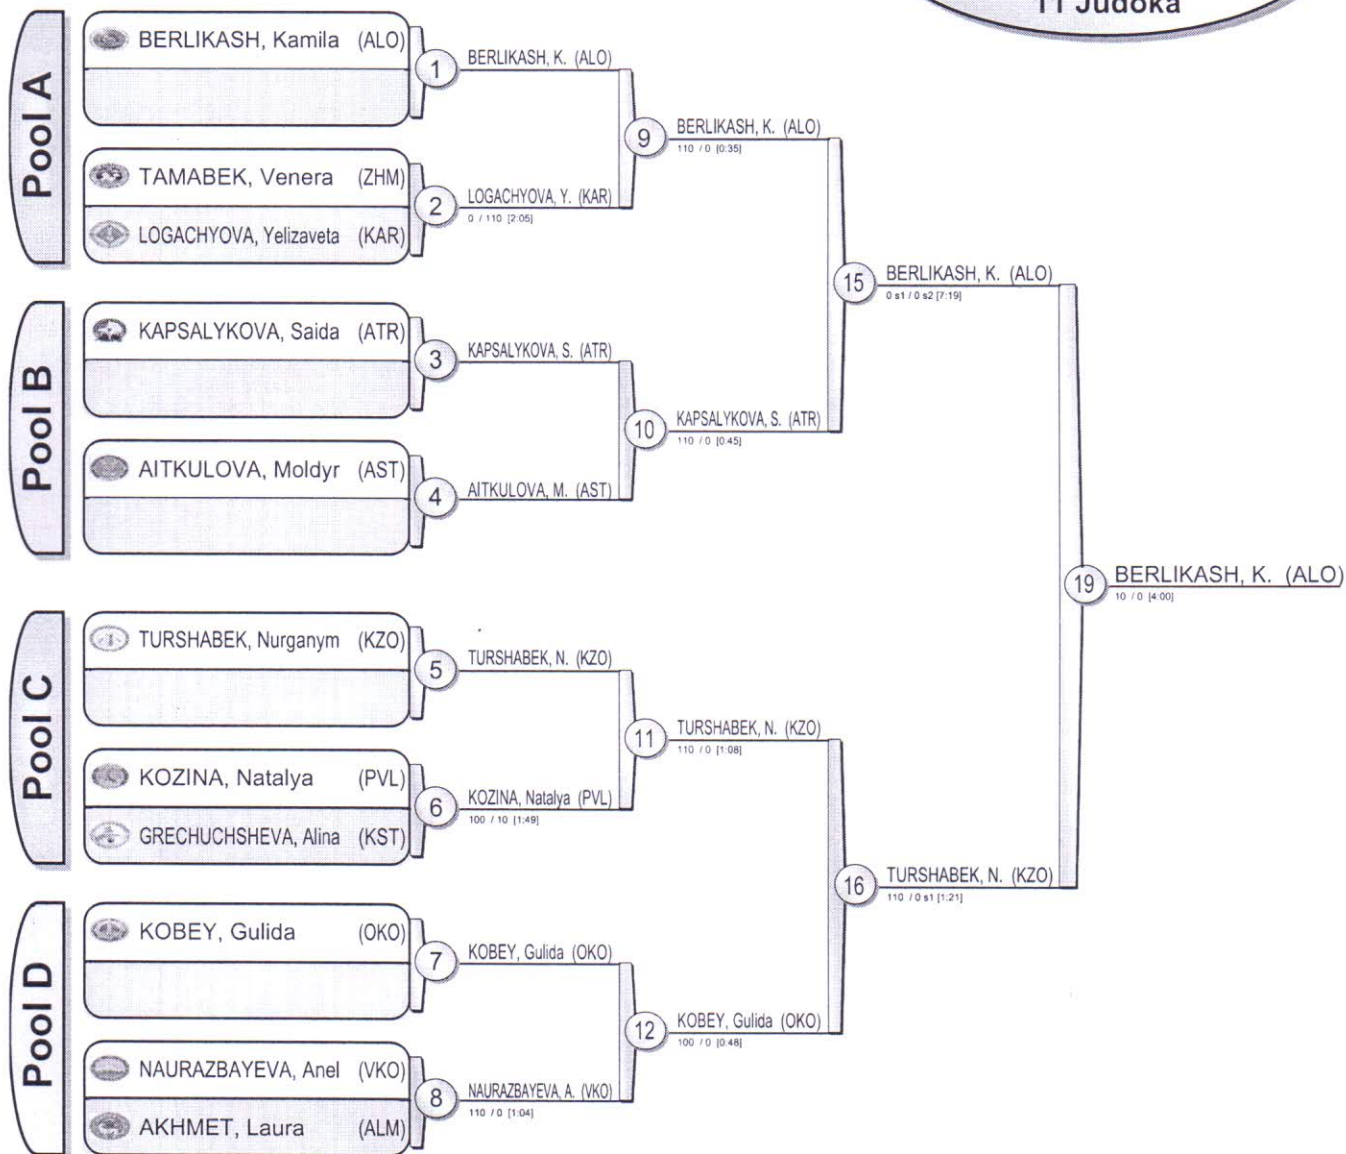 11 Judoka
Pool A
BERLIKASH, Kamila (ALO)
TAMABEK, Venera (ZHM)
LOGACHYOVA, Yelizaveta (KAR)
1 BERLIKASH, K. (ALO)
2 LOGACHYOVA, Y. (KAR)
0 / 110 [2:05]
9 BERLIKASH, K. (ALO)
110 / 0 [0:35]
Pool B
KAPSALYKOVA, Saida (ATR)
AITKULOVA, Moldyr (AST)
3 KAPSALYKOVA, S. (ATR)
4 AITKULOVA, M. (AST)
10 KAPSALYKOVA, S. (ATR)
110 / 0 [0:45]
15 BERLIKASH, K. (ALO)
0 s1 / 0 s2 [7:19]
Pool C
TURSHABEK, Nurganym (KZO)
KOZINA, Natalya (PVL)
GRECHUCHSHEVA, Alina (KST)
5 TURSHABEK, N. (KZO)
6 KOZINA, Natalya (PVL)
100 / 10 [1:49]
11 TURSHABEK, N. (KZO)
110 / 0 [1:08]
Pool D
KOBEY, Gulida (OKO)
NAURAZBAYEVA, Anel (VKO)
AKHMET, Laura (ALM)
7 KOBEY, Gulida (OKO)
8 NAURAZBAYEVA, A. (VKO)
110 / 0 [1:04]
12 KOBEY, Gulida (OKO)
100 / 0 [0:48]
16 TURSHABEK, N. (KZO)
110 / 0 s1 [1:21]
19 BERLIKASH, K. (ALO)
10 / 0 [4:00]